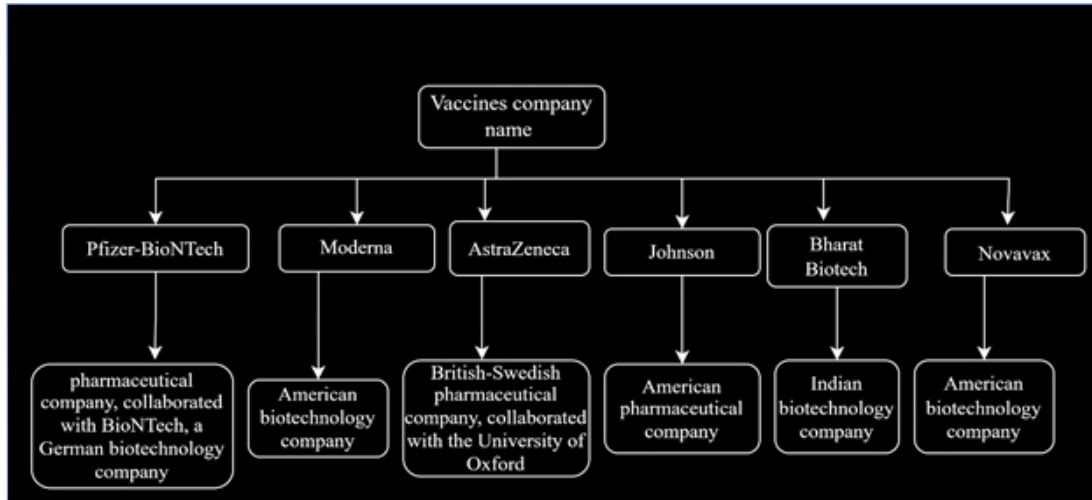 Vaccines company
name
Pfizer-BioNTech
Moderna
AstraZeneca
Johnson
Bharat
Biotech
Novavax
pharmaceutical
company, collaborated
with BioNTech, a
German biotechnology
company
American
biotechnology
company
British-Swedish
pharmaceutical
company, collaborated
with the University of
Oxford
American
pharmaceutical
company
Indian
biotechnology
company
American
biotechnology
company